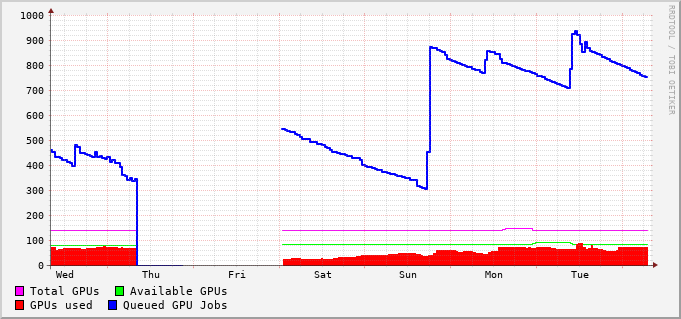 1000
900
800
700
600
500
400
300
200
100
0
Wed Thu Fri Sat Sun Mon Tue
Total GPUs Available GPUs
GPUs used Queued GPU Jobs
RRDTOOL / TOBI OETIKER